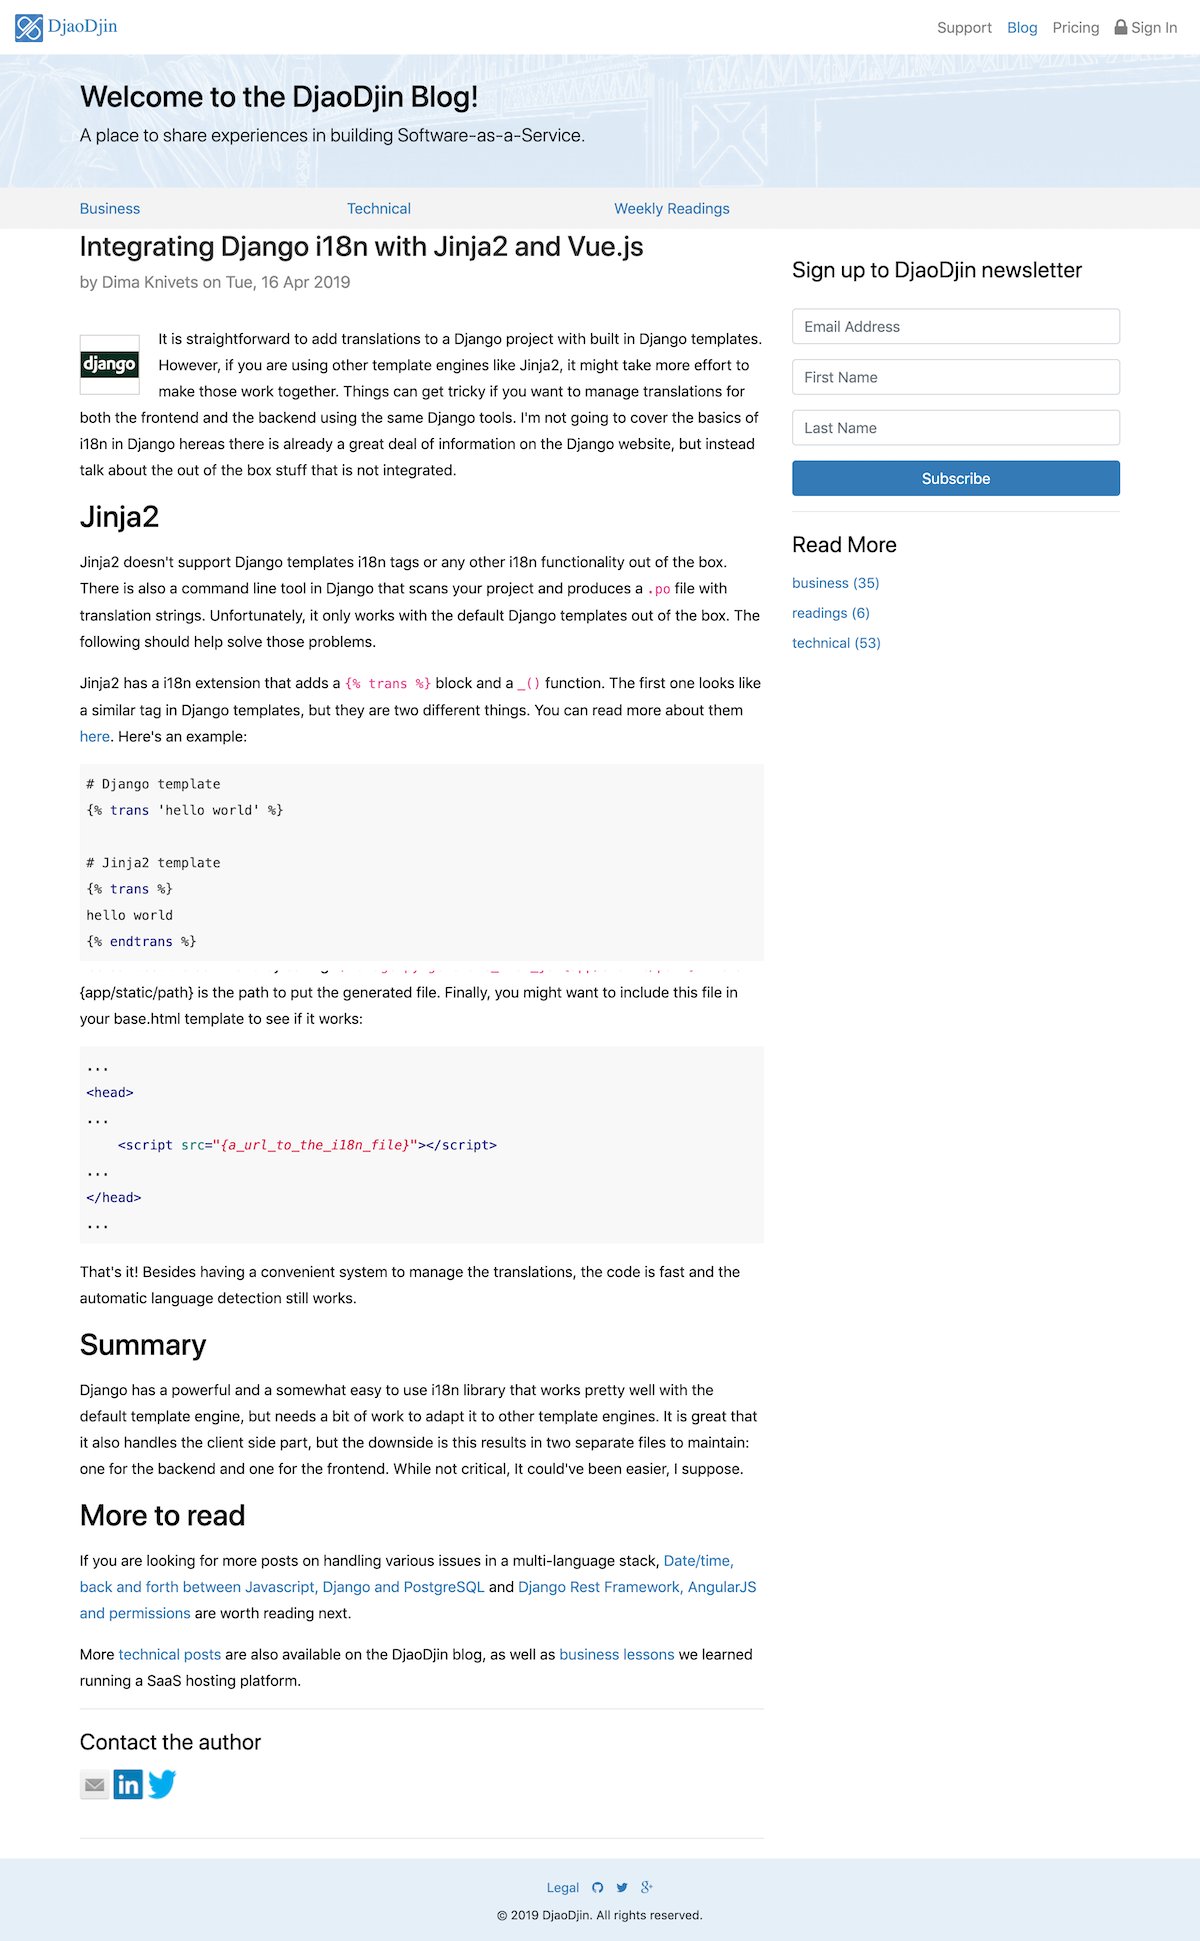 DjaoDjin
Support Blog Pricing Sign In
Welcome to the DjaoDjin Blog!
A place to share experiences in building Software-as-a-Service.
Business Technical Weekly Readings
Integrating Django i18n with Jinja2 and Vue.js
by Dima Knivets on Tue, 16 Apr 2019
django
It is straightforward to add translations to a Django project with built in Django templates.
However, if you are using other template engines like Jinja2, it might take more effort to
make those work together. Things can get tricky if you want to manage translations for
both the frontend and the backend using the same Django tools. I'm not going to cover the basics of
i18n in Django hereas there is already a great deal of information on the Django website, but instead
talk about the out of the box stuff that is not integrated.
Jinja2
Jinja2 doesn't support Django templates i18n tags or any other i18n functionality out of the box.
There is also a command line tool in Django that scans your project and produces a .po file with
translation strings. Unfortunately, it only works with the default Django templates out of the box. The
following should help solve those problems.
Jinja2 has a i18n extension that adds a {% trans %} block and a _() function. The first one looks like
a similar tag in Django templates, but they are two different things. You can read more about them
here. Here's an example:
# Django template
{% trans 'hello world' %}
# Jinja2 template
{% trans %}
hello world
{% endtrans %}
{app/static/path} is the path to put the generated file. Finally, you might want to include this file in
your base.html template to see if it works:
...
<head>
...
<script src="{a_url_to_the_i18n_file}"></script>
...
</head>
...
That's it! Besides having a convenient system to manage the translations, the code is fast and the
automatic language detection still works.
Summary
Django has a powerful and a somewhat easy to use i18n library that works pretty well with the
default template engine, but needs a bit of work to adapt it to other template engines. It is great that
it also handles the client side part, but the downside is this results in two separate files to maintain:
one for the backend and one for the frontend. While not critical, It could've been easier, I suppose.
More to read
If you are looking for more posts on handling various issues in a multi-language stack, Date/time,
back and forth between Javascript, Django and PostgreSQL and Django Rest Framework, AngularJS
and permissions are worth reading next.
More technical posts are also available on the DjaoDjin blog, as well as business lessons we learned
running a SaaS hosting platform.
Contact the author
in
Sign up to DjaoDjin newsletter
Email Address
First Name
Last Name
Subscribe
Read More
business (35)
readings (6)
technical (53)
Legal
© 2019 DjaoDjin. All rights reserved.